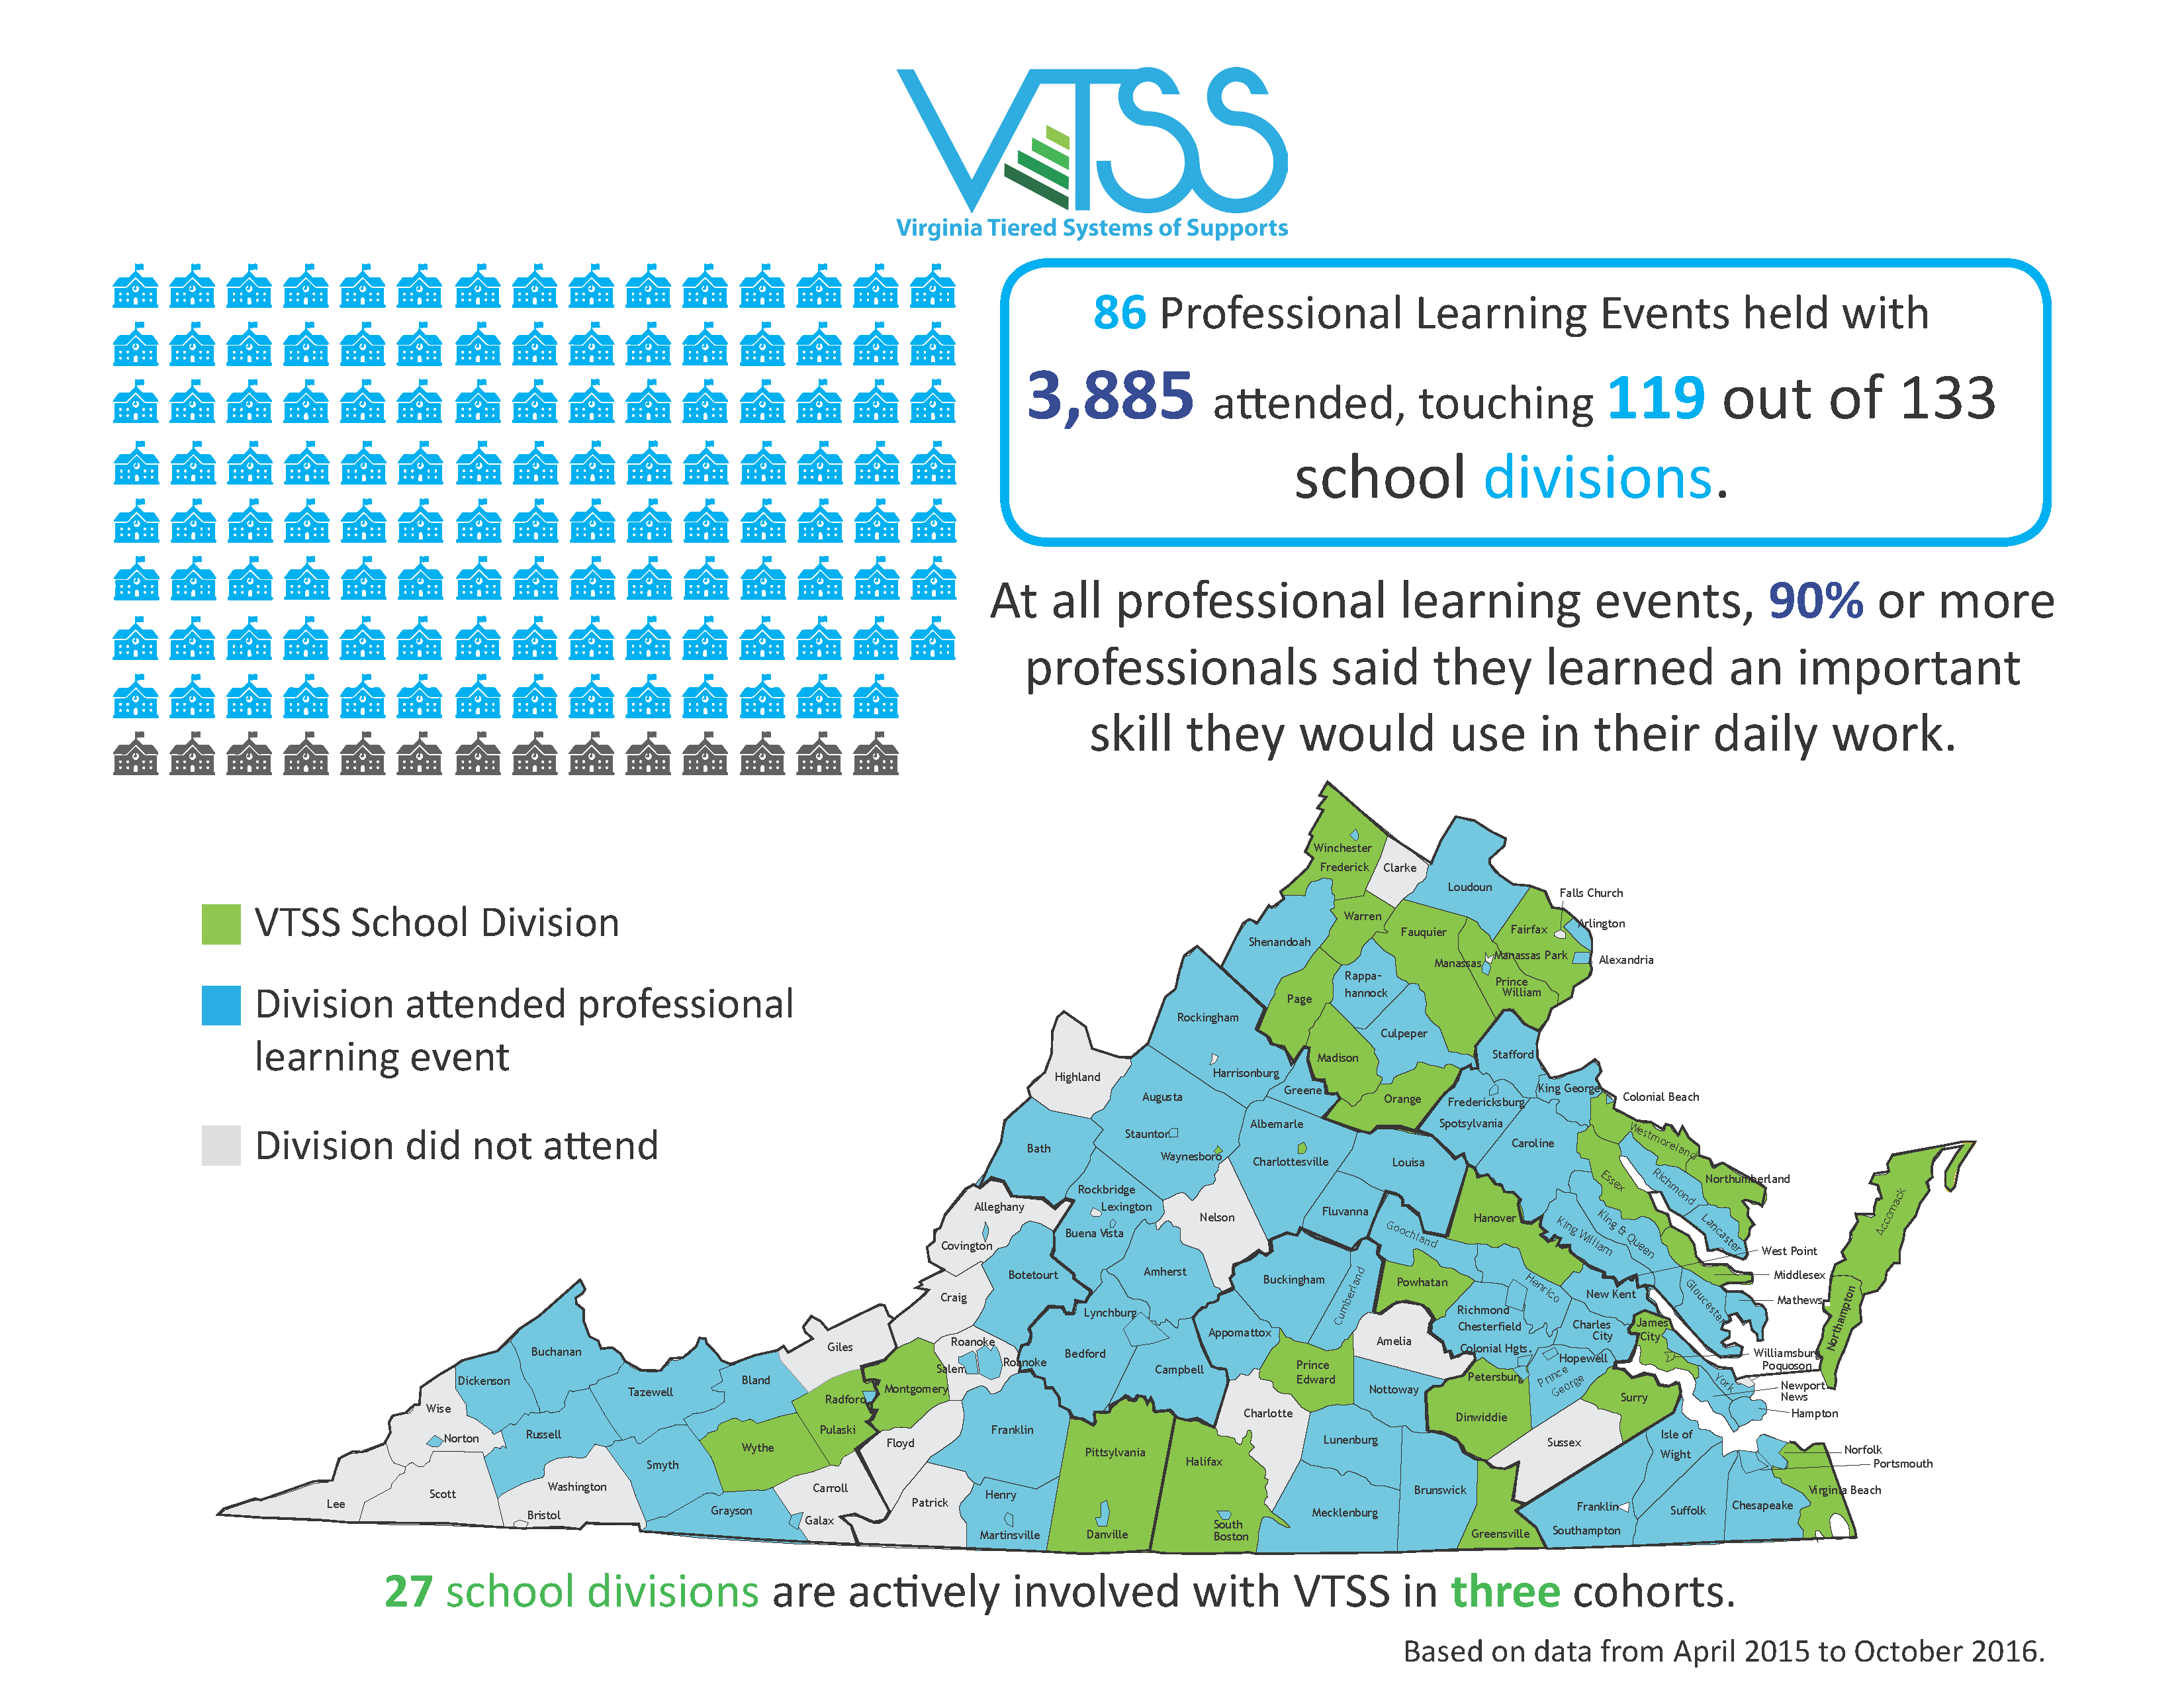 VTSS
Virginia Tiered Systems of Supports
86 Professional Learning Events held with
3,885 attended, touching 119 out of 133
school divisions.
At all professional learning events, 90% or more
professionals said they learned an important
skill they would use in their daily work.
VTSS School Division
Division attended professional
learning event
Division did not attend
Winchester
Frederick
Clarke
Loudoun
Falls Church
Warren
Fauquier
Fairfax
Arlington
Shenandoah
Manassas
Manassas Park
Alexandria
Rappa-
hannock
Prince
William
Page
Rockingham
Culpeper
Madison
Stafford
Highland
Harrisonburg
Greene
King George
Colonial Beach
Augusta
Orange
Fredericksburg
Albemarle
Spotsylvania
Staunton
Caroline
Westmoreland
Bath
Waynesboro
Charlottesville
Louisa
Essex
Richmond
Northumberland
Rockbridge
Alleghany
Lexington
Nelson
Fluvanna
Hanover
Accomack
Buena Vista
Goochland
King William
King & Queen
Lancaster
Covington
West Point
Botetourt
Amherst
Buckingham
Cumberland
Powhatan
Henrico
New Kent
Gloucester
Middlesex
Craig
Mathews
Lynchburg
Richmond
Northampton
Appomattox
Amelia
Chesterfield
Charles
City
James
City
Giles
Roanoke
Buchanan
Bedford
Colonial Hgts.
Williamsburg
Salem
Roanoke
Campbell
Prince
Edward
Hopewell
Poquoson
Dickenson
Bland
Montgomery
Petersburg
Prince
George
York
Newport
News
Tazewell
Radford
Nottoway
Surry
Wise
Charlotte
Dinwiddie
Hampton
Pulaski
Franklin
Norton
Russell
Wythe
Floyd
Lunenburg
Sussex
Isle of
Wight
Norfolk
Smyth
Pittsylvania
Halifax
Portsmouth
Scott
Washington
Carroll
Henry
Brunswick
Virginia Beach
Lee
Patrick
Bristol
Grayson
Galax
Mecklenburg
Franklin
Suffolk
Chesapeake
Martinsville
Danville
South
Boston
Greensville
Southampton
27 school divisions are actively involved with VTSS in three cohorts.
Based on data from April 2015 to October 2016.